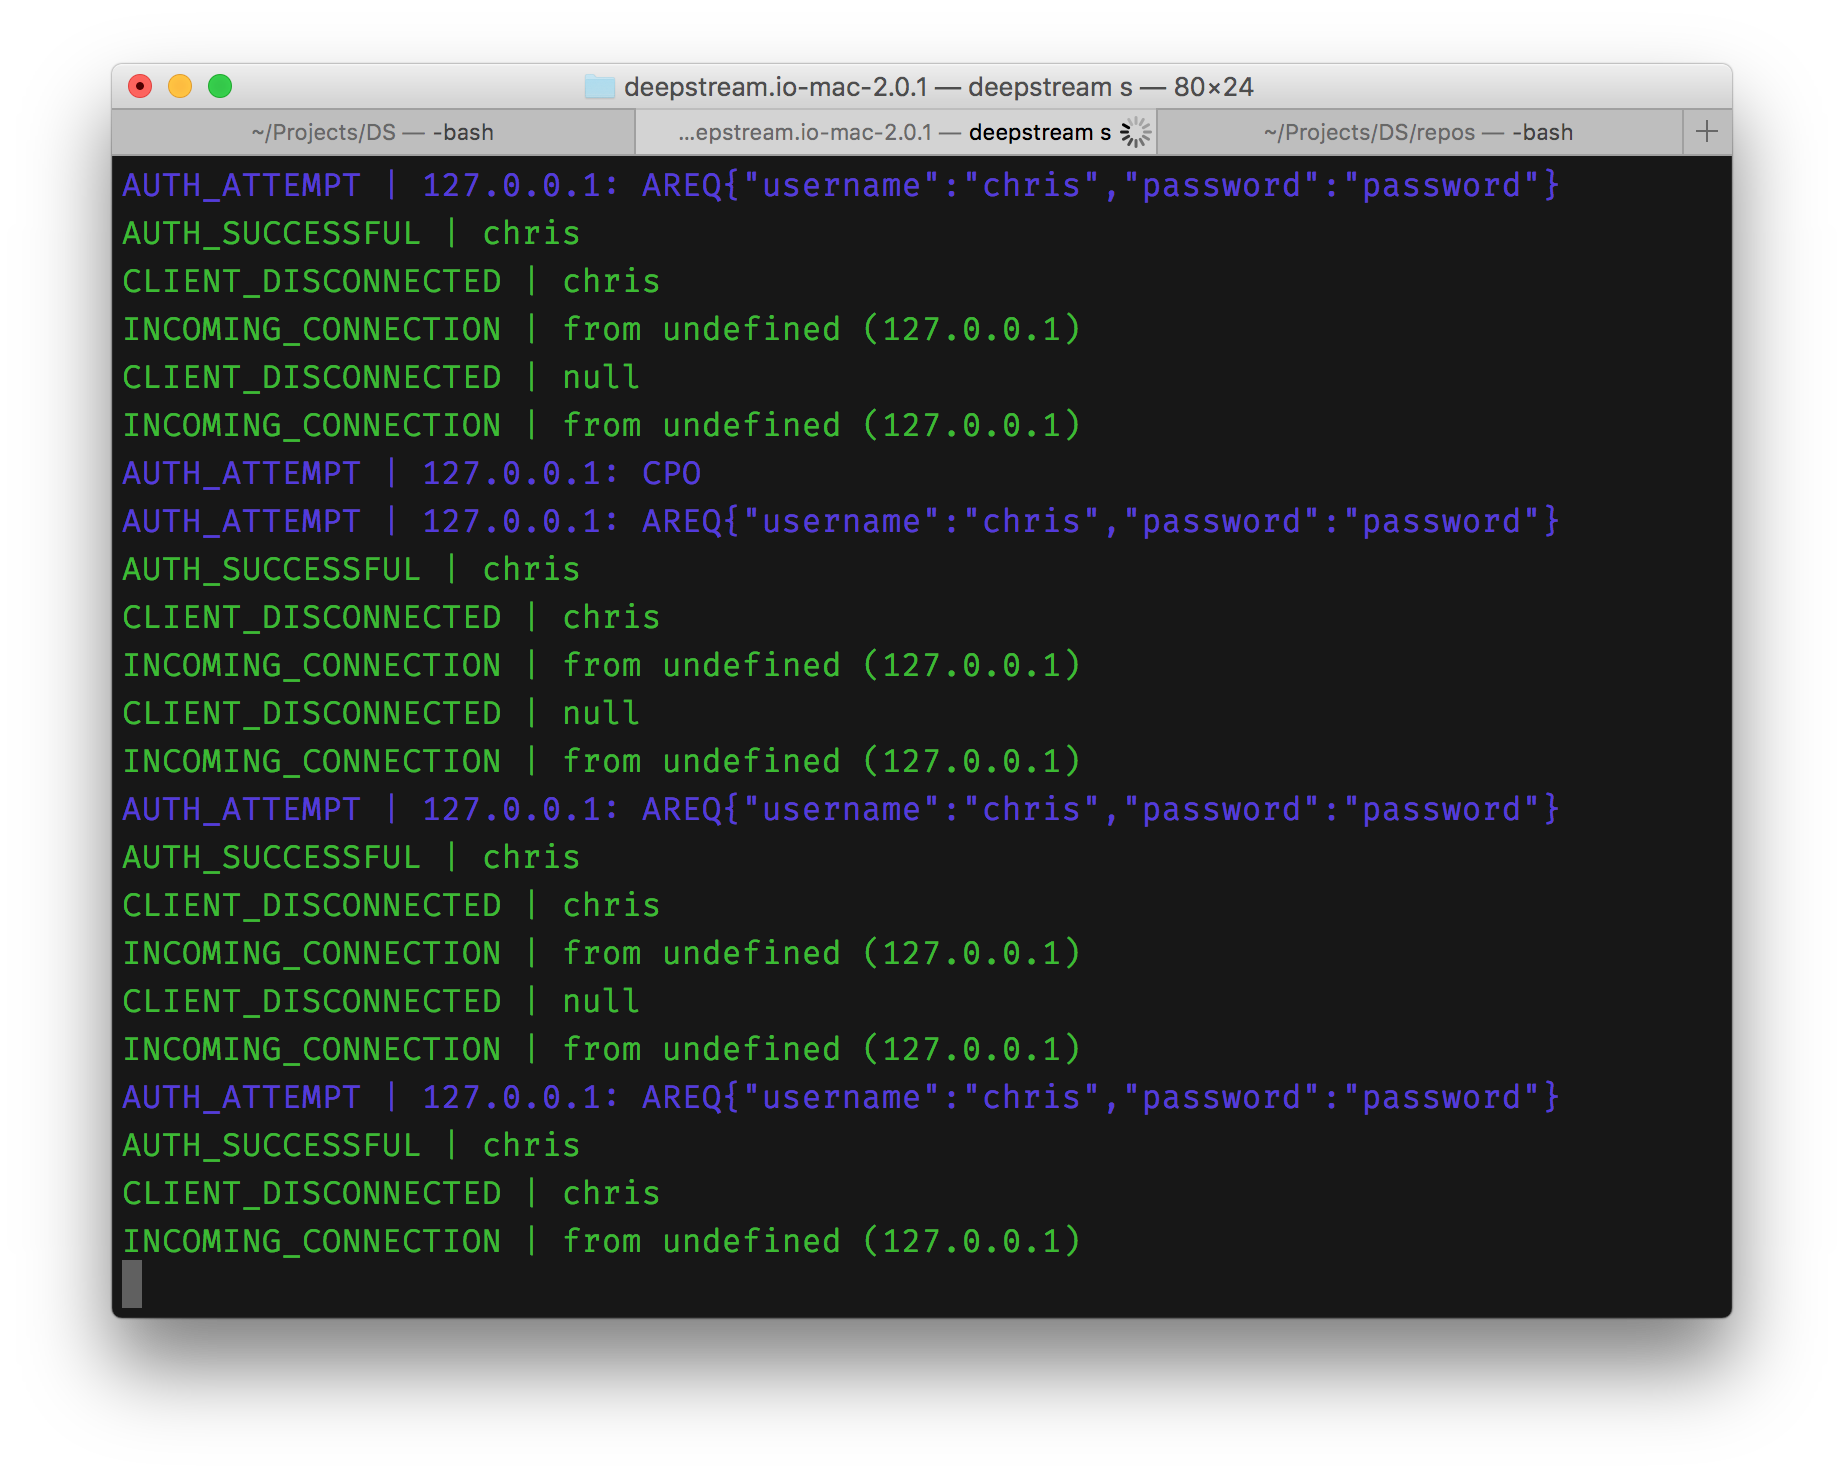 deepstream.io-mac-2.0.1 — deepstream s — 80×24
~/Projects/DS — -bash
...epstream.io-mac-2.0.1 — deepstream s
~/Projects/DS/repos — -bash
+
AUTH_ATTEMPT | 127.0.0.1: AREQ{"username":"chris","password":"password"}
AUTH_SUCCESSFUL | chris
CLIENT_DISCONNECTED | chris
INCOMING_CONNECTION | from undefined (127.0.0.1)
CLIENT_DISCONNECTED | null
INCOMING_CONNECTION | from undefined (127.0.0.1)
AUTH_ATTEMPT | 127.0.0.1: CPO
AUTH_ATTEMPT | 127.0.0.1: AREQ{"username":"chris","password":"password"}
AUTH_SUCCESSFUL | chris
CLIENT_DISCONNECTED | chris
INCOMING_CONNECTION | from undefined (127.0.0.1)
CLIENT_DISCONNECTED | null
INCOMING_CONNECTION | from undefined (127.0.0.1)
AUTH_ATTEMPT | 127.0.0.1: AREQ{"username":"chris","password":"password"}
AUTH_SUCCESSFUL | chris
CLIENT_DISCONNECTED | chris
INCOMING_CONNECTION | from undefined (127.0.0.1)
CLIENT_DISCONNECTED | null
INCOMING_CONNECTION | from undefined (127.0.0.1)
AUTH_ATTEMPT | 127.0.0.1: AREQ{"username":"chris","password":"password"}
AUTH_SUCCESSFUL | chris
CLIENT_DISCONNECTED | chris
INCOMING_CONNECTION | from undefined (127.0.0.1)